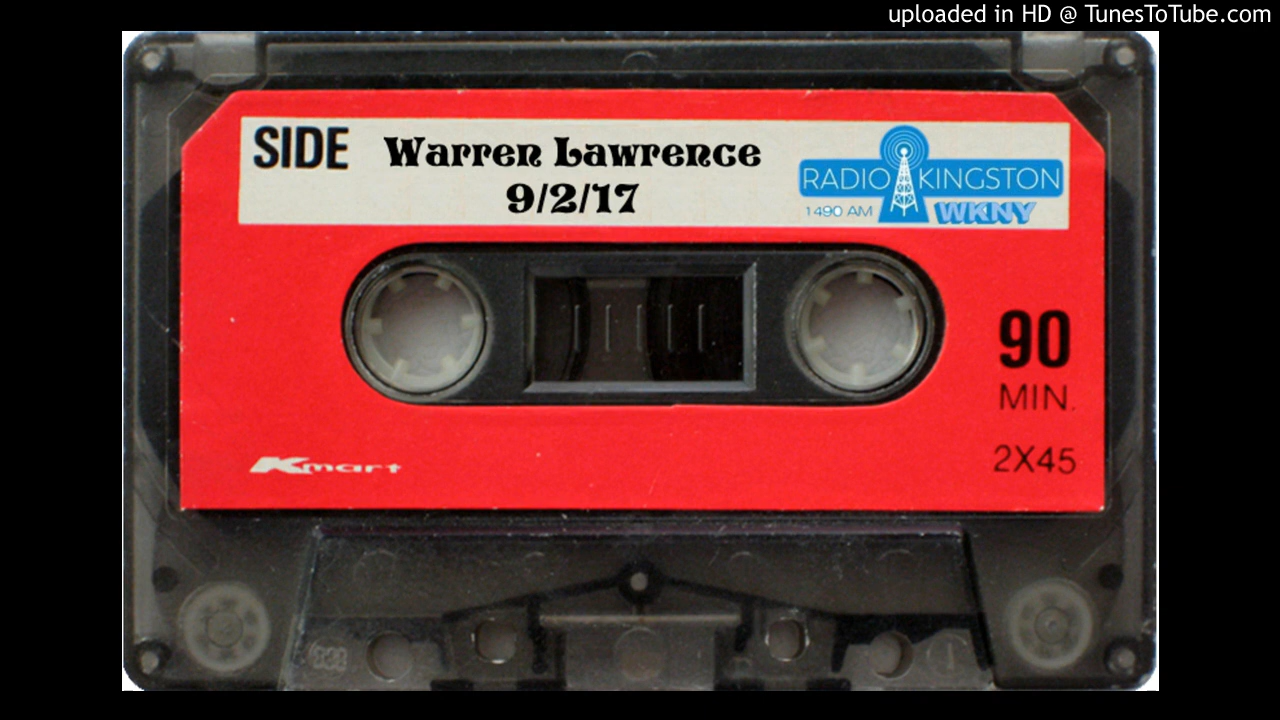 uploaded in HD @ TunesToTube.com
SIDE
Warren Lawrence
9/2/17
RADIO KINGSTON
1490 AM WKNY
90
MIN.
2X45
Kmart